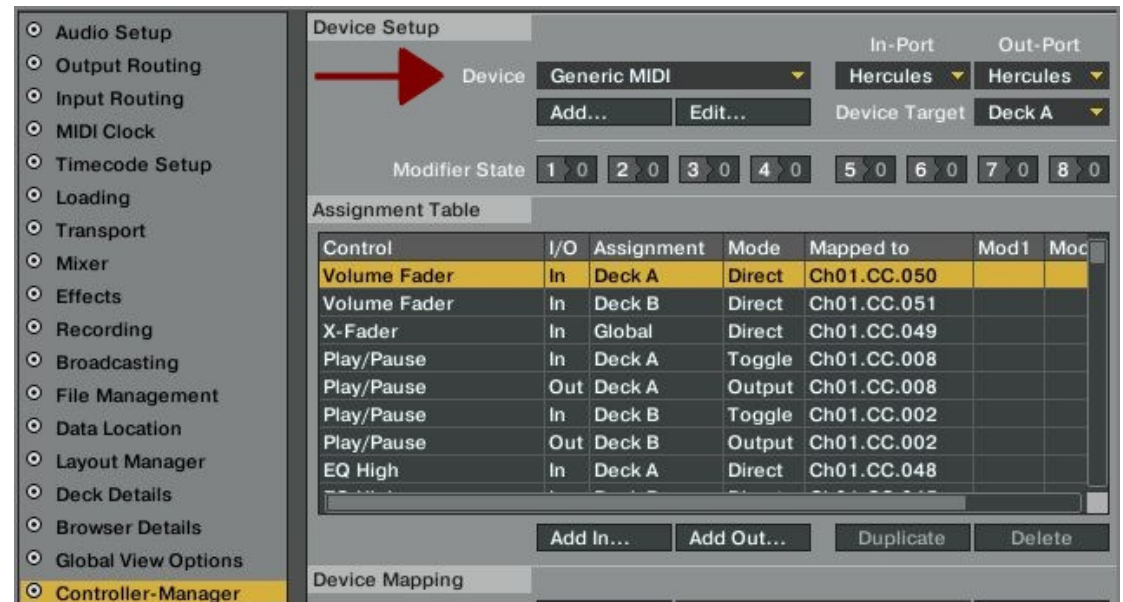 Audio Setup
Output Routing
Input Routing
MIDI Clock
Timecode Setup
Loading
Transport
Mixer
Effects
Recording
Broadcasting
File Management
Data Location
Layout Manager
Deck Details
Browser Details
Global View Options
Controller-Manager
Device Setup
In-Port Out-Port
Device Generic MIDI Hercules Hercules
Add... Edit... Device Target Deck A
Modifier State 1 0 2 0 3 0 4 0 5 0 6 0 7 0 8 0
Assignment Table
Control I/O Assignment Mode Mapped to Mod1 Mod
Volume Fader In Deck A Direct Ch01.CC.050
Volume Fader In Deck B Direct Ch01.CC.051
X-Fader In Global Direct Ch01.CC.049
Play/Pause In Deck A Toggle Ch01.CC.008
Play/Pause Out Deck A Output Ch01.CC.008
Play/Pause In Deck B Toggle Ch01.CC.002
Play/Pause Out Deck B Output Ch01.CC.002
EQ High In Deck A Direct Ch01.CC.048
Add In... Add Out... Duplicate Delete
Device Mapping